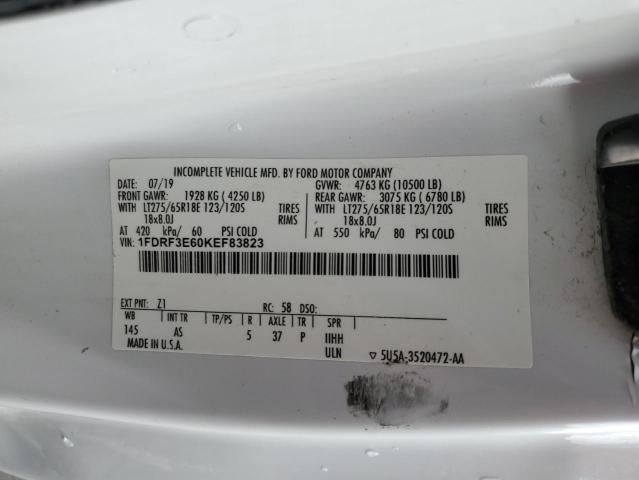 INCOMPLETE VEHICLE MFD. BY FORD MOTOR COMPANY
DATE: 07/19 GVWR: 4763 KG (10500 LB)
FRONT GAWR: 1928 KG ( 4250 LB) REAR GAWR: 3075 KG ( 6780 LB)
WITH LT275/65R18E 123/120S TIRES WITH LT275/65R18E 123/120S TIRES
18x8.0J RIMS 18x8.0J RIMS
AT 420 kPa/ 60 PSI COLD AT 550 kPa/ 80 PSI COLD
VIN: 1FDRF3E60KEF83823
EXT PNT: Z1 RC: 58 DSO:
WB INT TR TP/PS R AXLE TR SPR
145 AS 5 37 P IIHH
MADE IN U.S.A. ULN ▽ 5U5A-3520472-AA